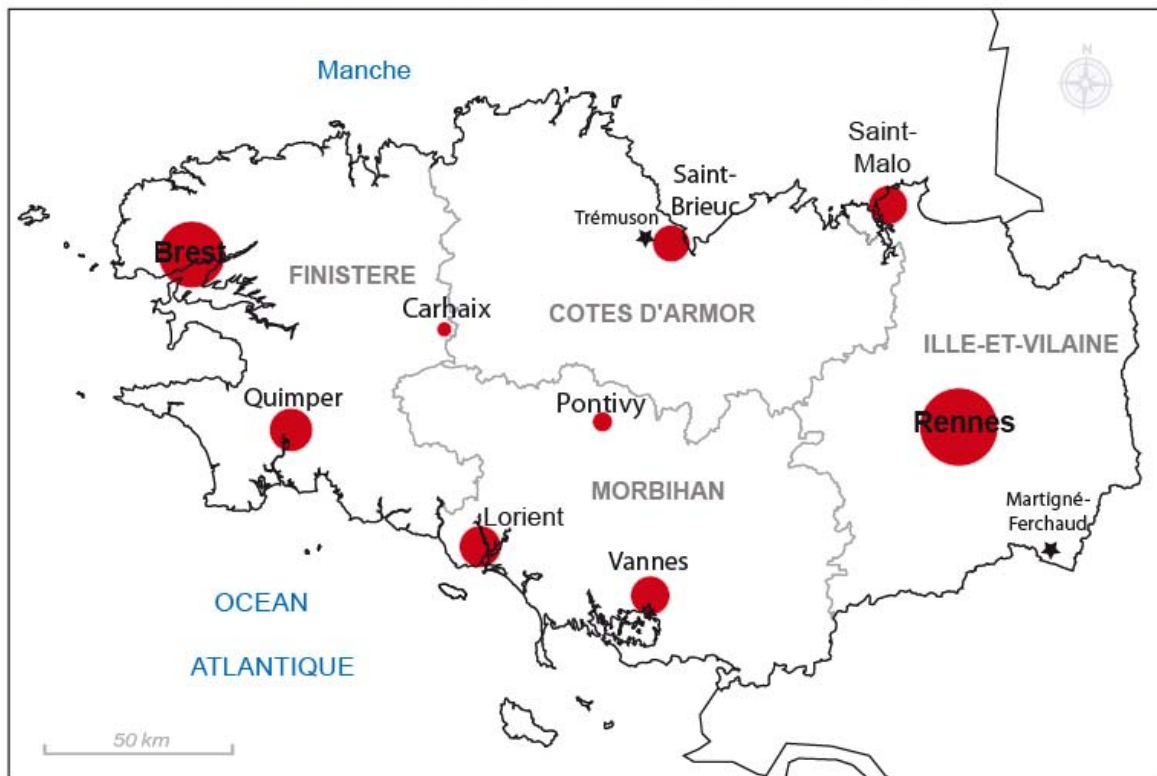 N
Manche
Saint-
Malo
Saint-
Brieuc
Trémuson
Brest
FINISTERE
Carhaix
COTES D'ARMOR
ILLE-ET-VILAINE
Quimper
Pontivy
Rennes
MORBIHAN
Martigné-
Ferchaud
Lorient
Vannes
OCEAN
ATLANTIQUE
50 km